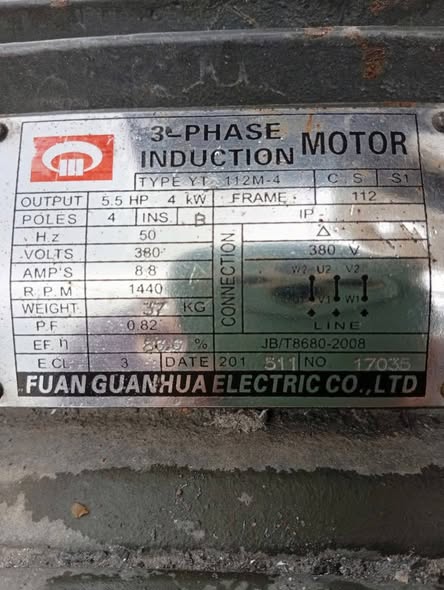 3~PHASE
INDUCTION MOTOR
TYPE YT 112M-4 C.S S1
OUTPUT 5.5 HP 4 kW FRAME 112
POLES 4 INS. B IP
H.z 50 Δ
VOLTS 380 380 V
AMP'S 8.8 W2 U2 V2
R.P.M 1440 V1 W1
WEIGHT 37 KG
P.F. 0.82 LINE
EF. η % JB/T8680-2008
E.CL 3 DATE 201 511 NO 17035
CONNECTION
FUAN GUANHUA ELECTRIC CO.,LTD